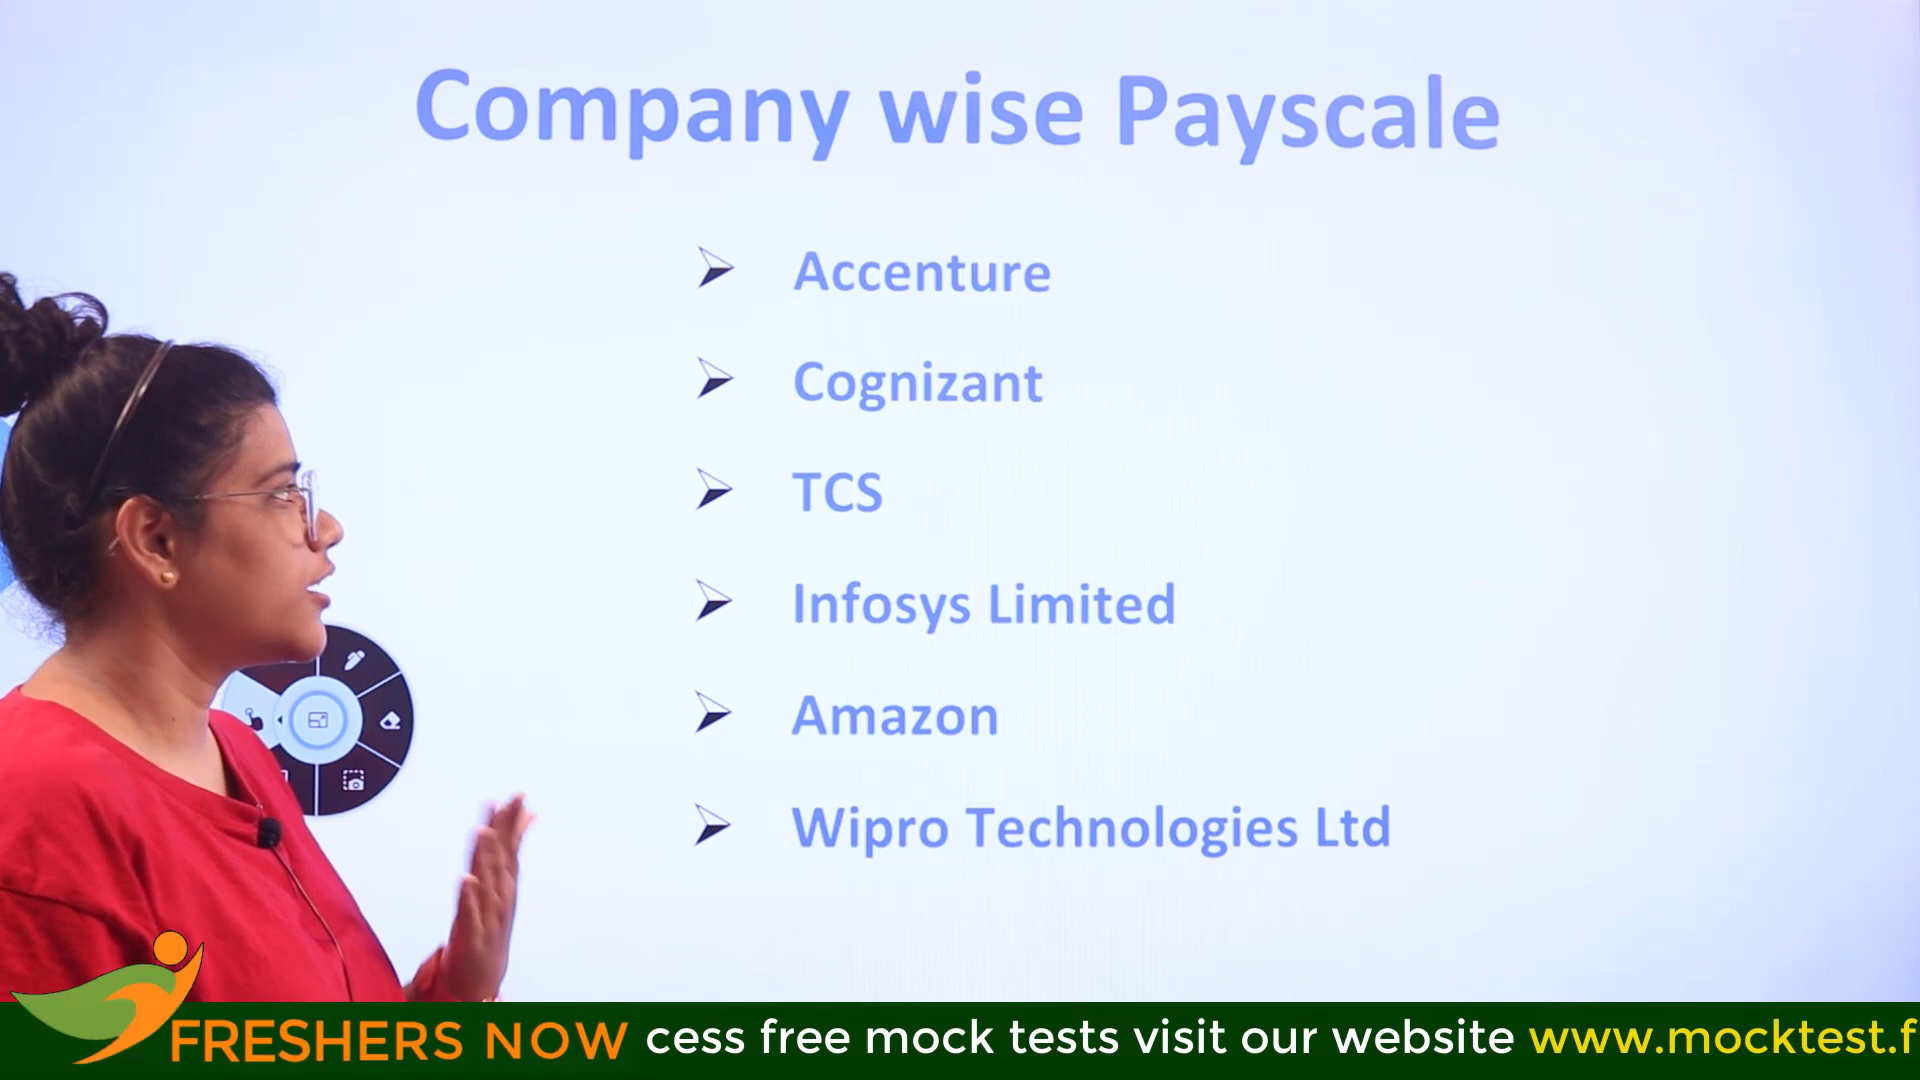 Company wise Payscale
Accenture
Cognizant
TCS
Infosys Limited
Amazon
Wipro Technologies Ltd
FRESHERS NOW cess free mock tests visit our website www.mocktest.f